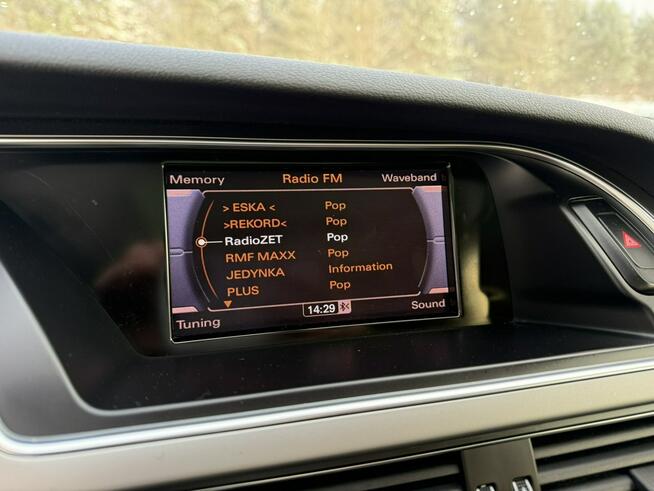 Memory Radio FM Waveband
> ESKA < Pop
>REKORD< Pop
RadioZET Pop
RMF MAXX Pop
JEDYNKA Information
PLUS Pop
Tuning 14:29 Sound